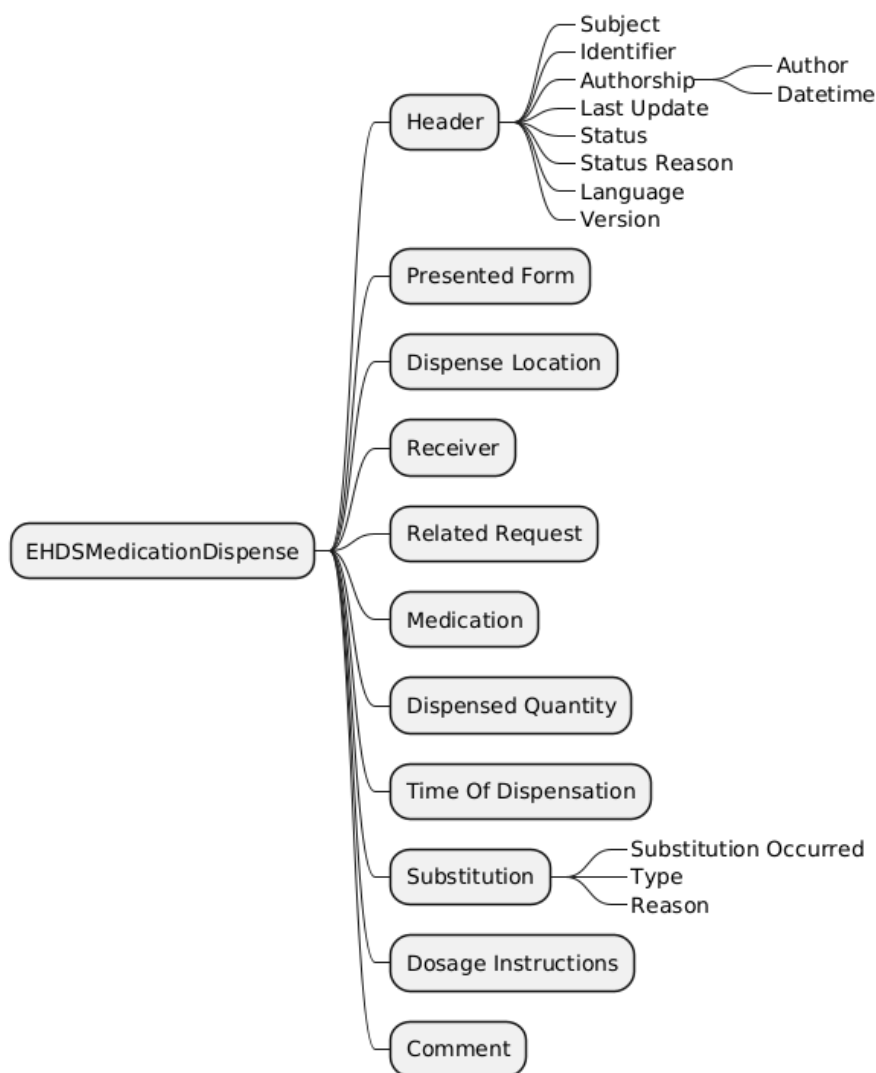 Subject
Identifier
Authorship
Author
Datetime
Header
Last Update
Status
Status Reason
Language
Version
Presented Form
Dispense Location
Receiver
Related Request
EHDSMedicationDispense
Medication
Dispensed Quantity
Time Of Dispensation
Substitution
Substitution Occurred
Type
Reason
Dosage Instructions
Comment